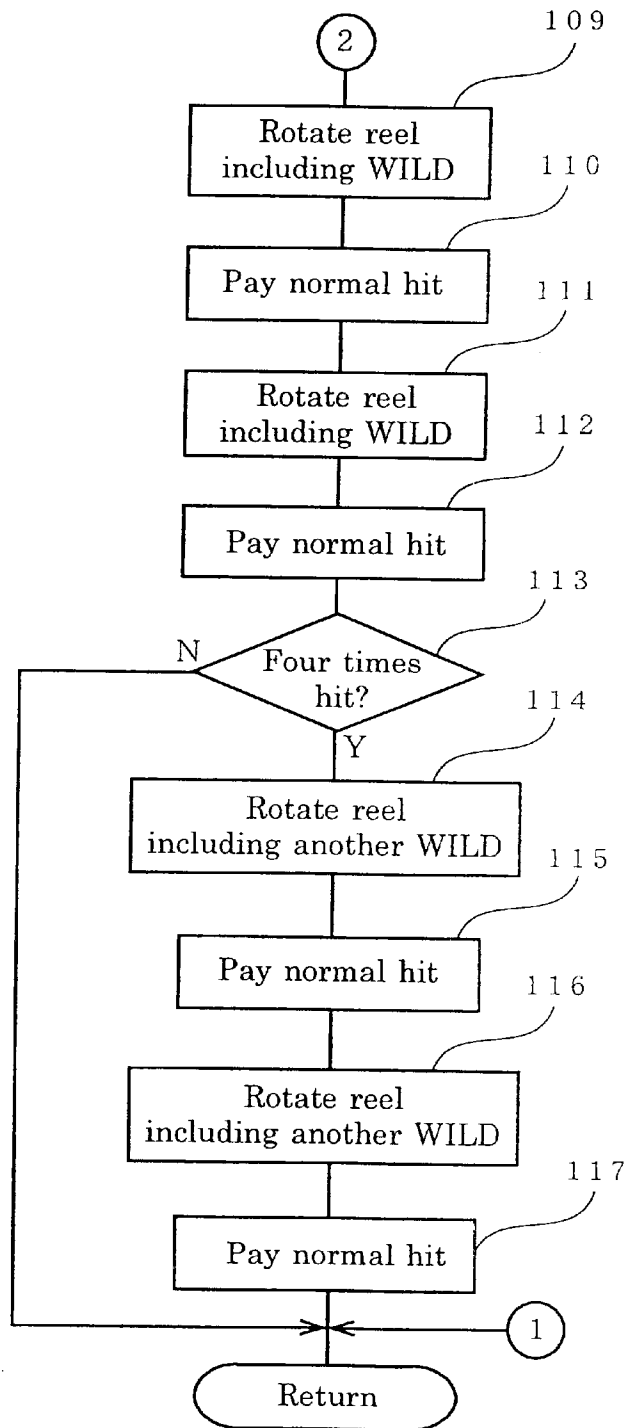 109
2
Rotate reel
including WILD
110
Pay normal hit
111
Rotate reel
including WILD
112
Pay normal hit
113
N
Four times
hit?
Y
114
Rotate reel
including another WILD
115
Pay normal hit
116
Rotate reel
including another WILD
117
Pay normal hit
1
Return